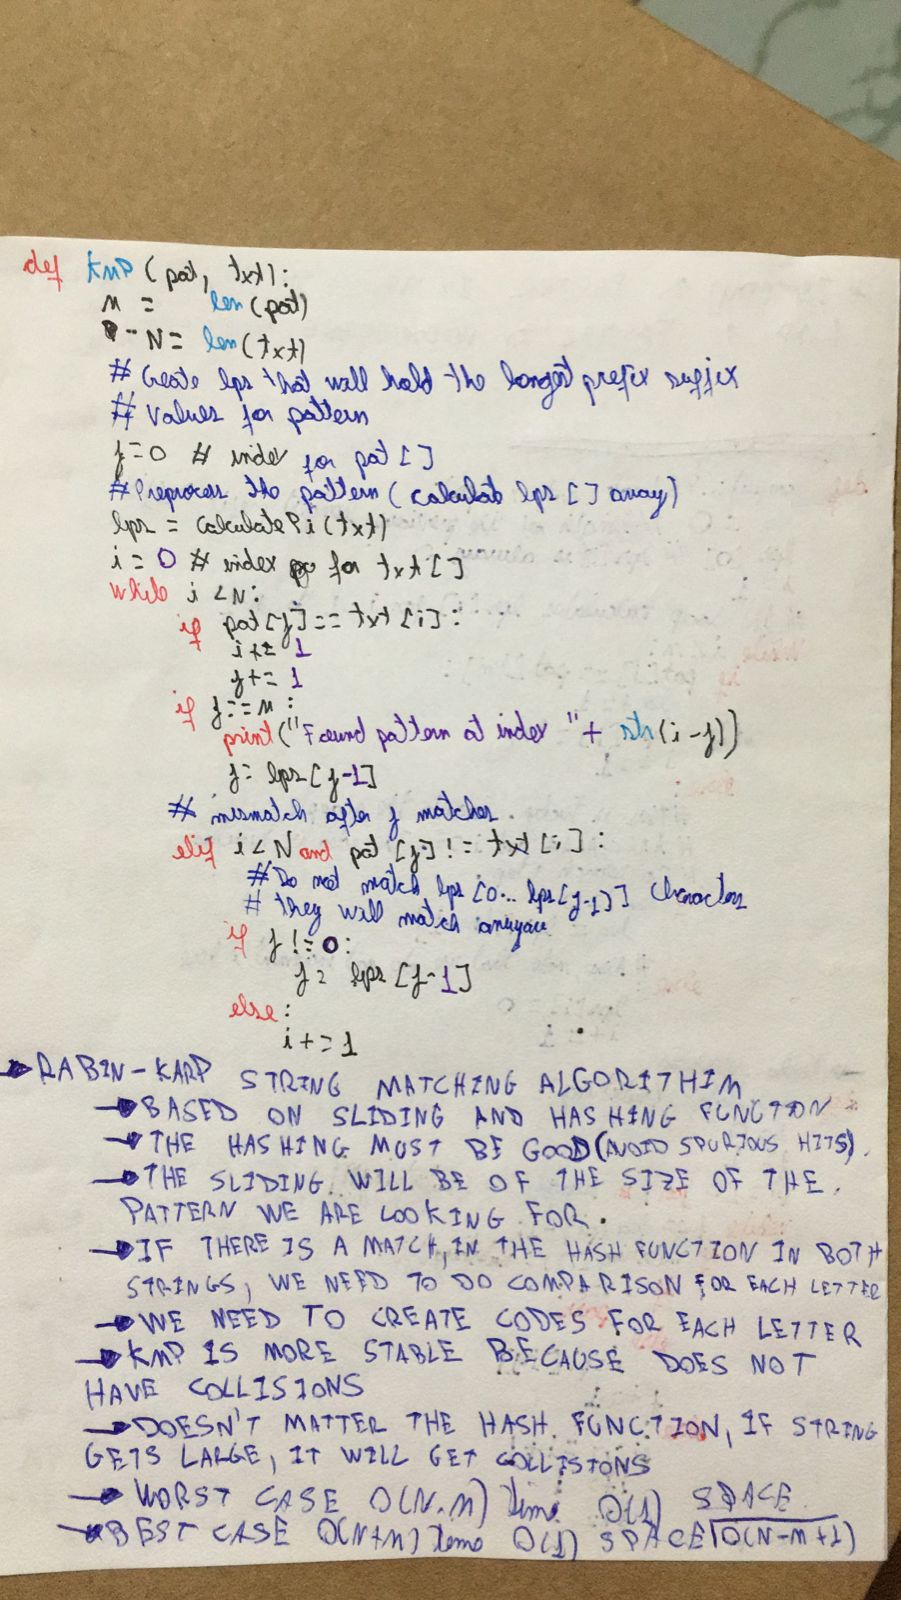 def KMP (pat, txt):
M = len(pat)
N = len(txt)
# Create lps that will hold the longest prefix suffix
# Values for pattern
j=0 # index for pat[]
#Preprocess the pattern (calculate lps[] array)
lps = calculatePi(txt)
i = 0 # index for txt[]
while i < N:
if pat[j] == txt[i]:
i += 1
j += 1
if j == M:
print("Found pattern at index " + str(i-j))
j = lps[j-1]
# mismatch after j matches
elif i < N and pat[j] != txt[i]:
#Do not match lps[0... lps[j-1]] characters
# they will match anyway
if j != 0:
j = lps[j-1]
else:
i += 1
→ RABIN-KARP STRING MATCHING ALGORITHIM
→ BASED ON SLIDING AND HASHING FUNCTION
→ THE HASHING MUST BE GOOD (AVOID SPURIOUS HITS).
→ THE SLIDING WILL BE OF THE SIZE OF THE
PATTERN WE ARE LOOKING FOR.
→ IF THERE IS A MATCH, IN THE HASH FUNCTION IN BOTH
STRINGS, WE NEED TO DO COMPARISON FOR EACH LETTER
→ WE NEED TO CREATE CODES FOR EACH LETTER
→ KMP IS MORE STABLE BECAUSE DOES NOT
HAVE COLLISIONS
→ DOESN'T MATTER THE HASH FUNCTION, IF STRING
GETS LARGE, IT WILL GET COLLISIONS
→ WORST CASE O(N.M) time O(1) SPACE
→ BEST CASE O(N+M) time O(1) SPACE O(N-M+1)